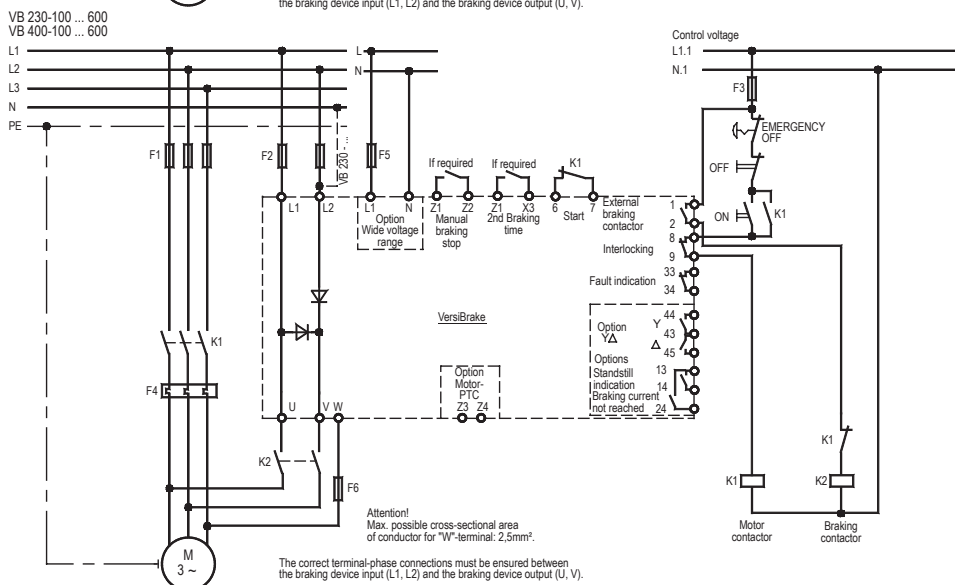 the braking device input (L1, L2) and the braking device output (U, V).
VB 230-100 ... 600
VB 400-100 ... 600
L1
L2
L3
N
PE
L
N
Control voltage
L1.1
N.1
F1
F2
VB 230 - ...
F5
F3
EMERGENCY
OFF
OFF
ON
K1
If required
If required
K1
L1
L2
L1
N
Z1
Z2
Z1
X3
6
7
Option
Wide voltage
range
Manual
braking
stop
2nd Braking
time
Start
External
braking
contactor
1
2
Interlocking
8
9
Fault indication
33
34
VersiBrake
Option
YΔ
Y
Δ
44
43
45
Options
Standstill
indication
Braking current
not reached
13
14
24
K1
F4
Option
Motor-
PTC
Z3
Z4
U
V
W
K2
F6
K1
K1
K2
Motor
contactor
Braking
contactor
Attention!
Max. possible cross-sectional area
of conductor for "W"-terminal: 2,5mm².
M
3 ~
The correct terminal-phase connections must be ensured between
the braking device input (L1, L2) and the braking device output (U, V).